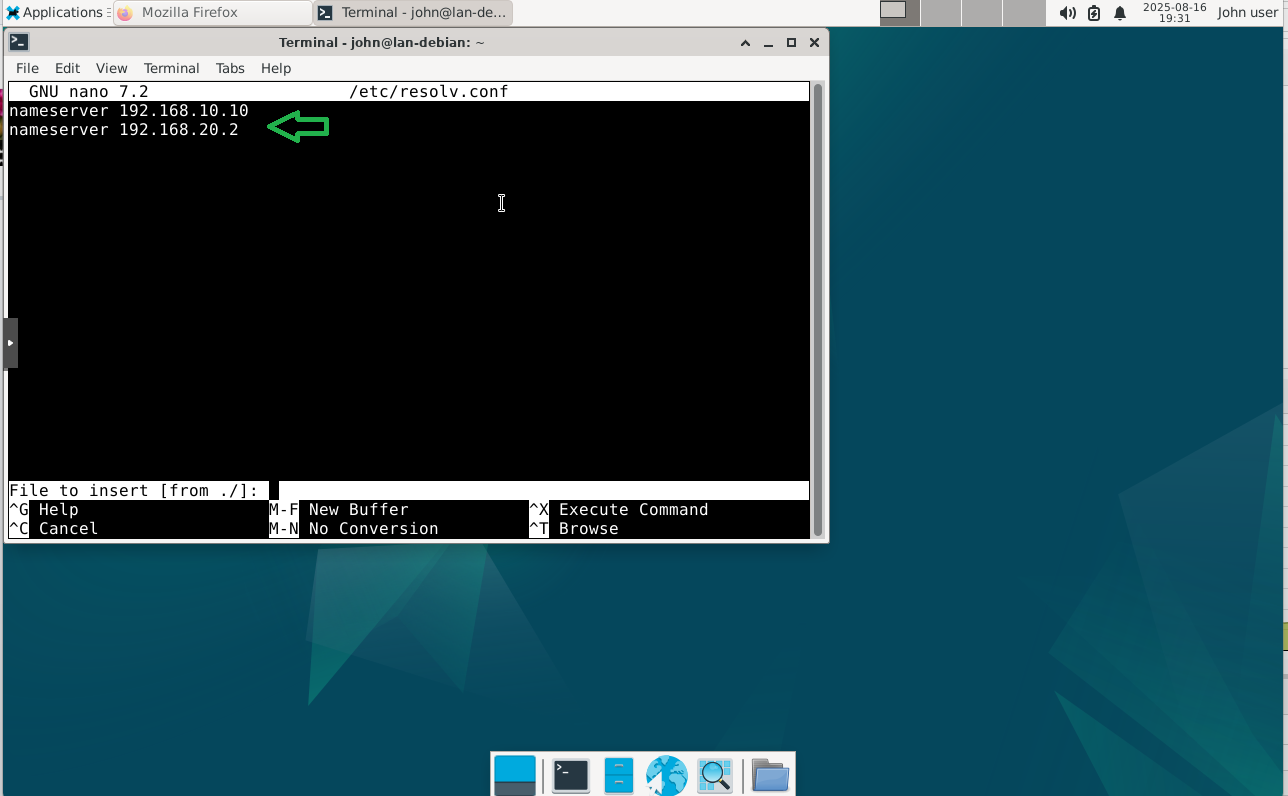 Applications
Mozilla Firefox
Terminal - john@lan-de...
2025-08-16
19:31
John user
Terminal - john@lan-debian: ~
File Edit View Terminal Tabs Help
GNU nano 7.2 /etc/resolv.conf
nameserver 192.168.10.10
nameserver 192.168.20.2
File to insert [from ./]:
^G Help M-F New Buffer ^X Execute Command
^C Cancel M-N No Conversion ^T Browse